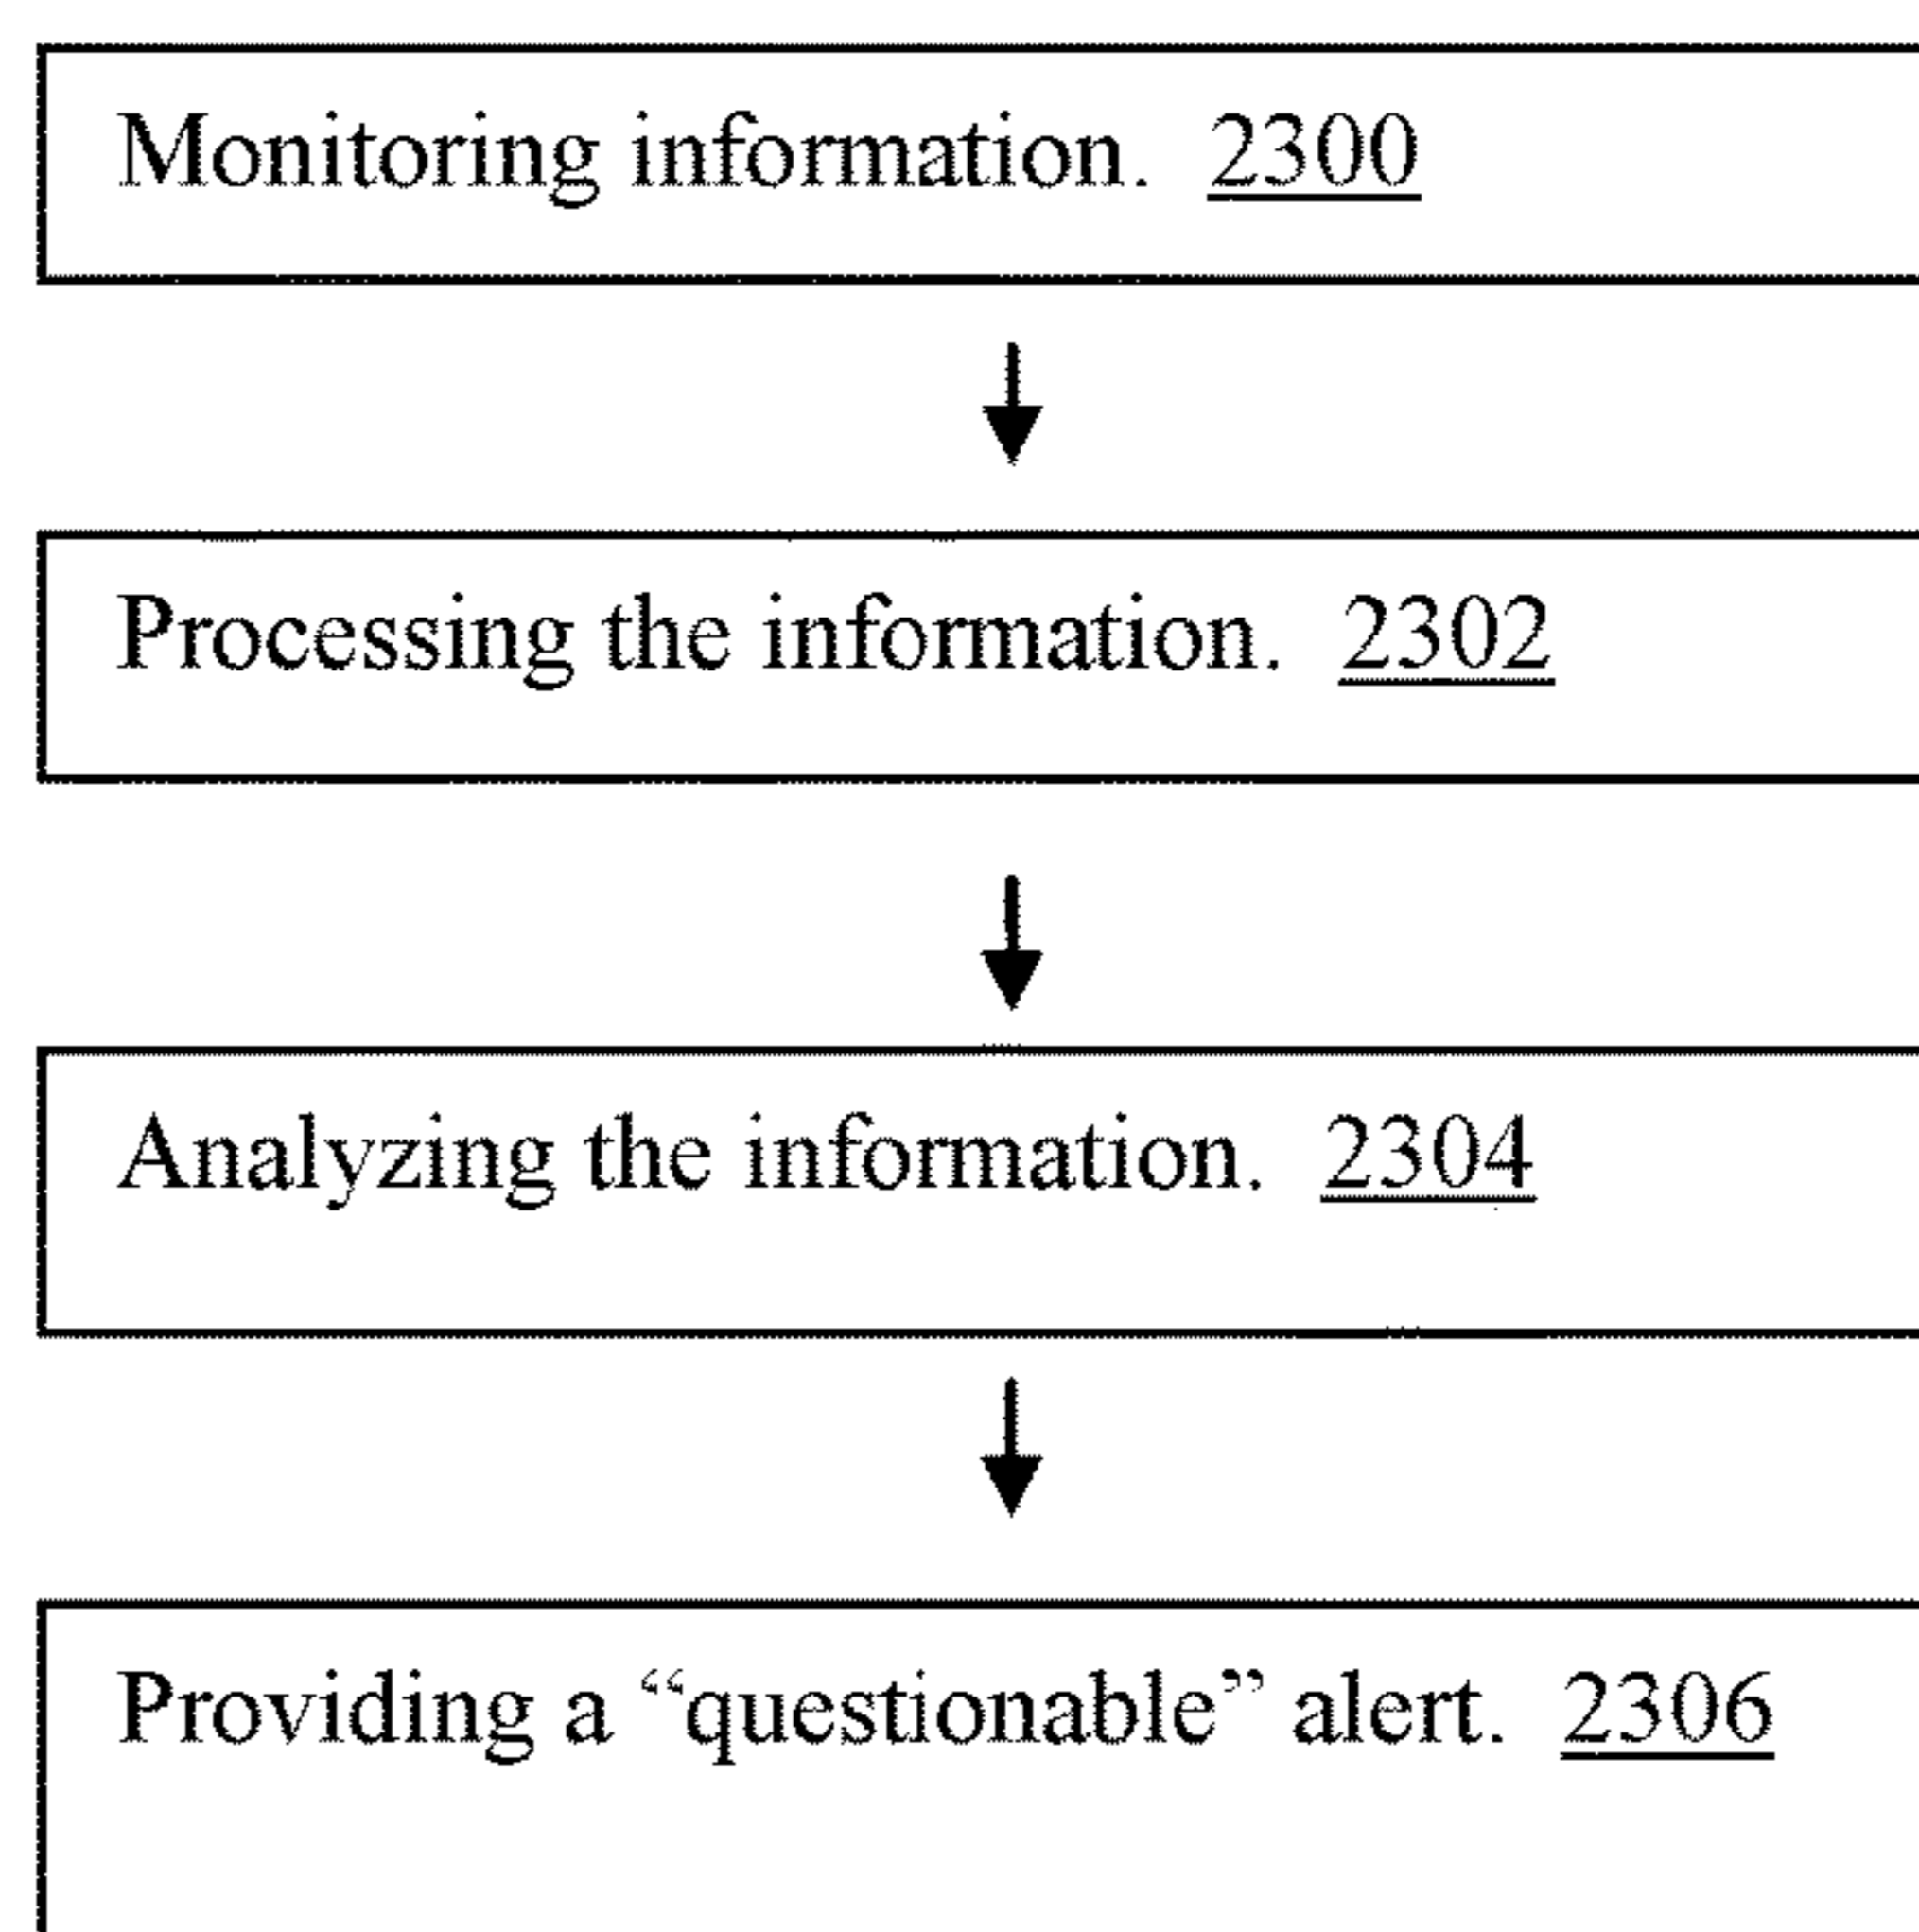 Monitoring information. 2300
Processing the information. 2302
Analyzing the information. 2304
Providing a “questionable” alert. 2306